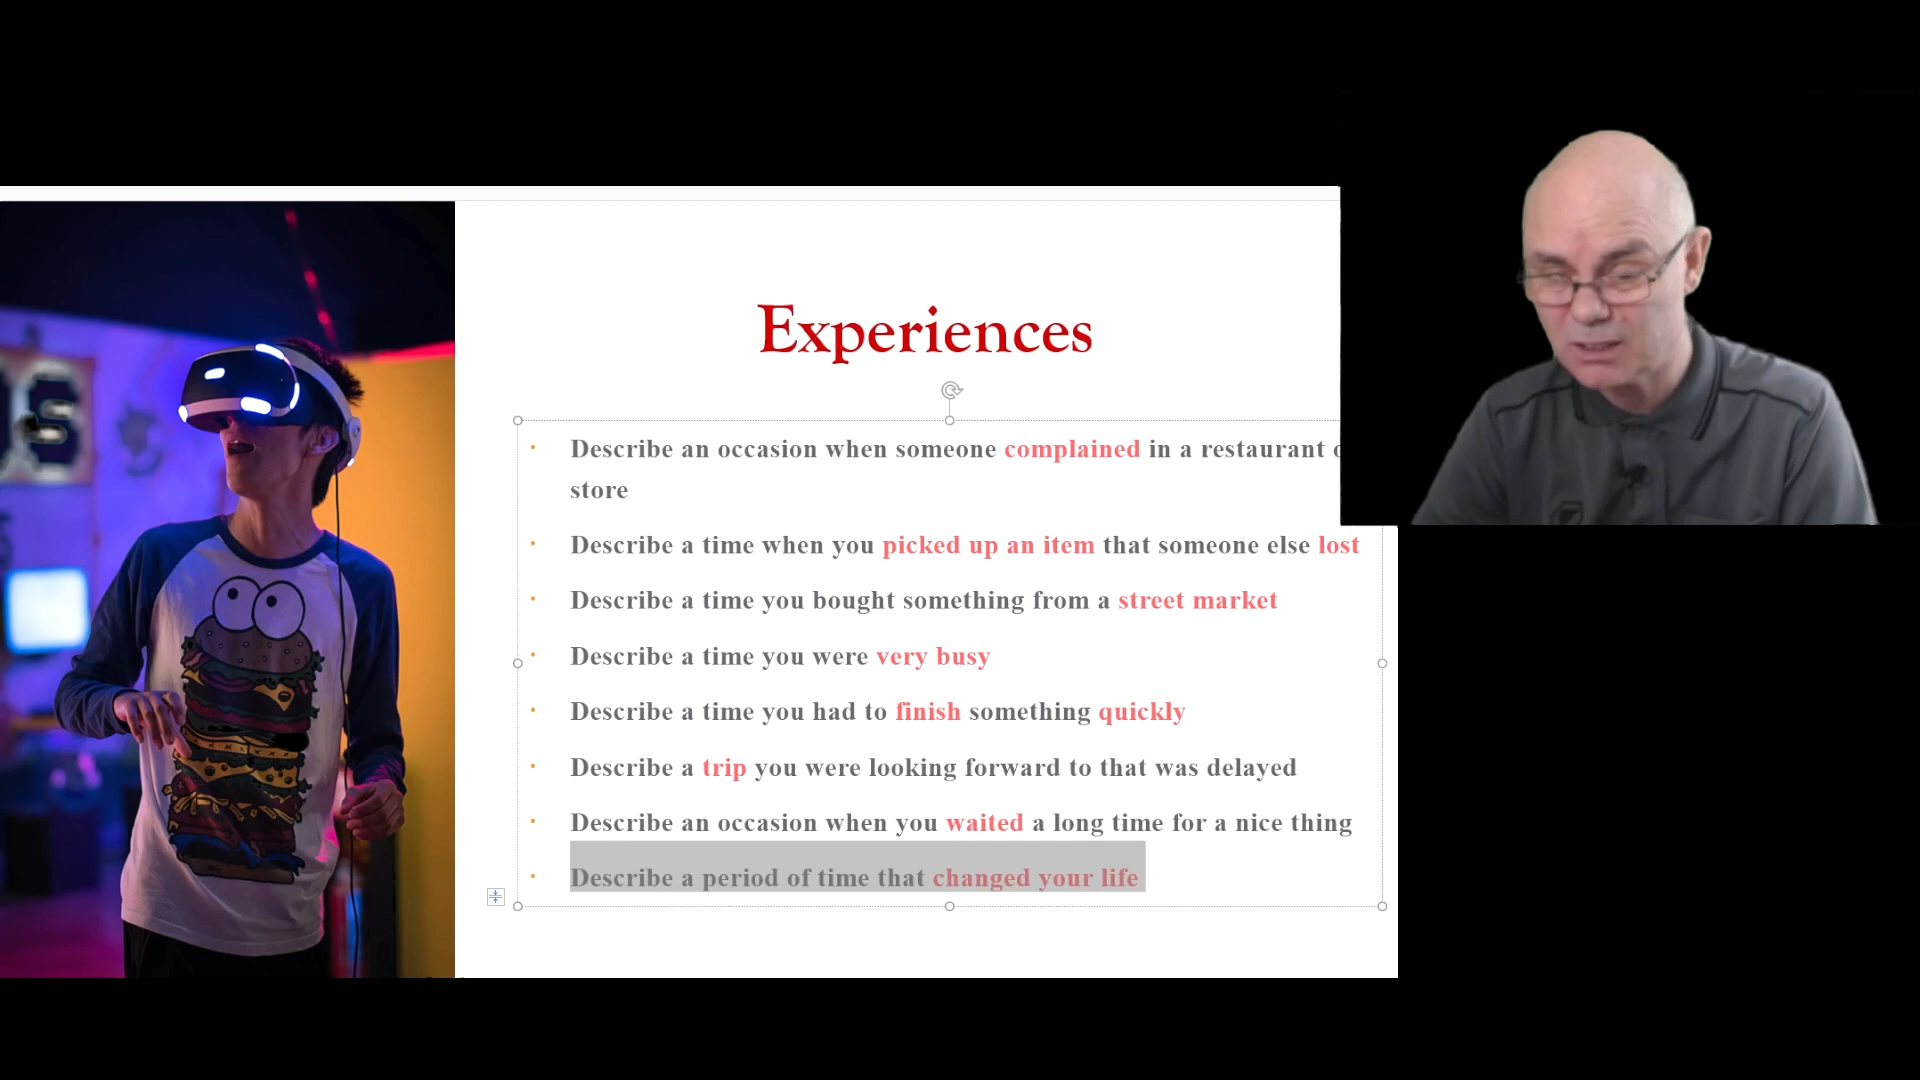 Experiences
Describe an occasion when someone complained in a restaurant
store
Describe a time when you picked up an item that someone else lost
Describe a time you bought something from a street market
Describe a time you were very busy
Describe a time you had to finish something quickly
Describe a trip you were looking forward to that was delayed
Describe an occasion when you waited a long time for a nice thing
Describe a period of time that changed your life